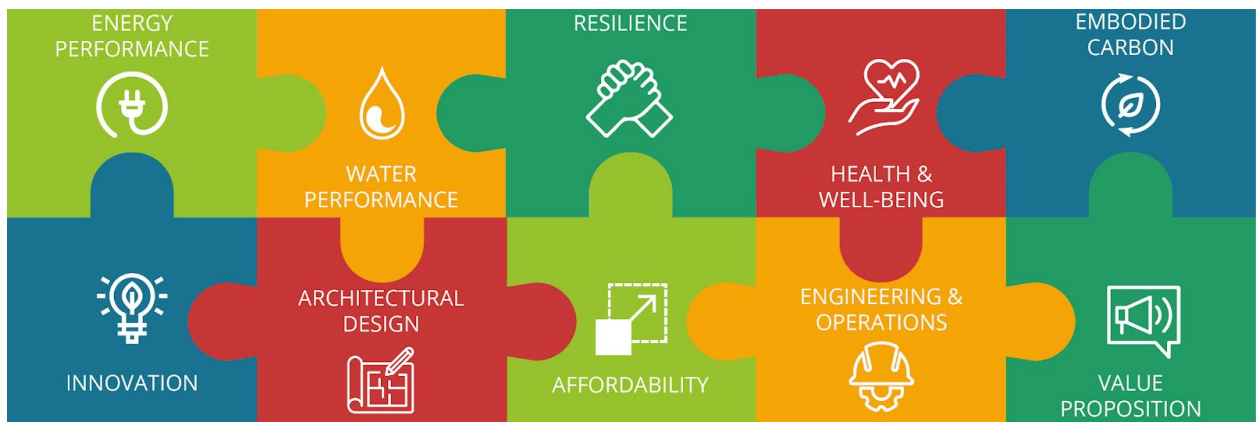 ENERGY
PERFORMANCE
WATER
PERFORMANCE
RESILIENCE
HEALTH &
WELL-BEING
EMBODIED
CARBON
INNOVATION
ARCHITECTURAL
DESIGN
AFFORDABILITY
ENGINEERING &
OPERATIONS
VALUE
PROPOSITION